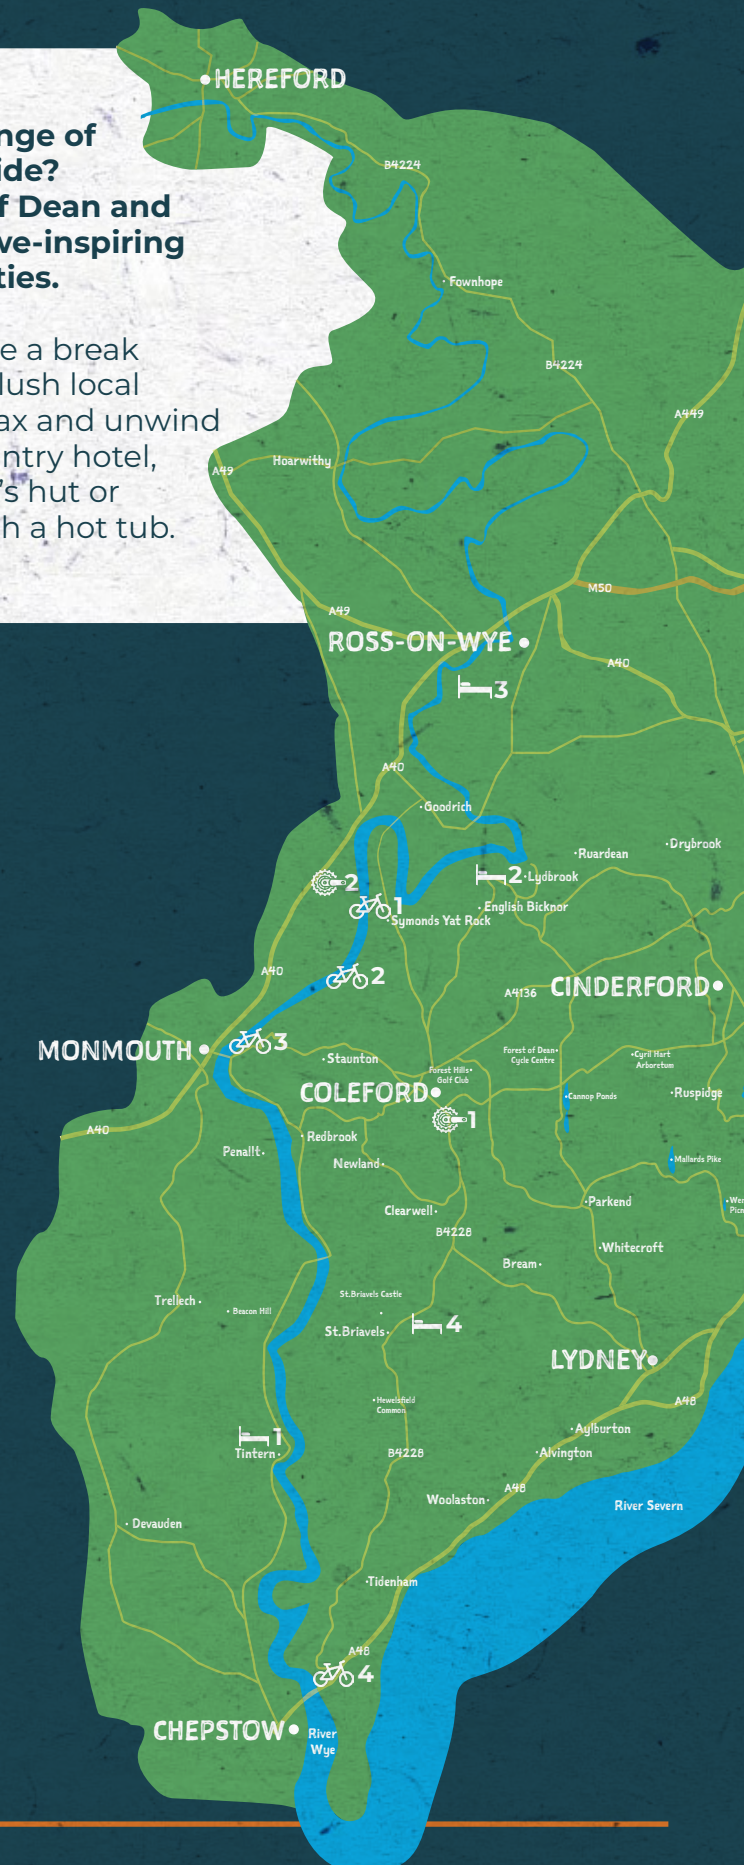 HEREFORD
nge of
ide?
f Dean and
we-inspiring
ties.
e a break
lush local
ax and unwind
ntry hotel,
's hut or
h a hot tub.
B4224
Fownhope
B4224
A449
Hoarwithy
A49
M50
A49
ROSS-ON-WYE
A40
3
A40
Goodrich
Drybrook
Ruardean
2
2
Lydbrook
1
English Bicknor
Symonds Yat Rock
A40
2
CINDERFORD
A4136
3
MONMOUTH
Staunton
Forest of Dean
Cycle Centre
Cyril Hart
Arboretum
Forest Hills
Golf Club
COLEFORD
Cannop Ponds
Ruspidge
1
A40
Redbrook
Penallt
Newland
Mallards Pike
Clearwell
Parkend
Wen
Picn
B4228
Whitecroft
Bream
St.Briavels Castle
Trellech
Beacon Hill
4
St.Briavels
LYDNEY
Hewelsfield
Common
A48
1
Tintern
Aylburton
B4228
Alvington
A48
Woolaston
River Severn
Devauden
Tidenham
A48
4
CHEPSTOW
River
Wye